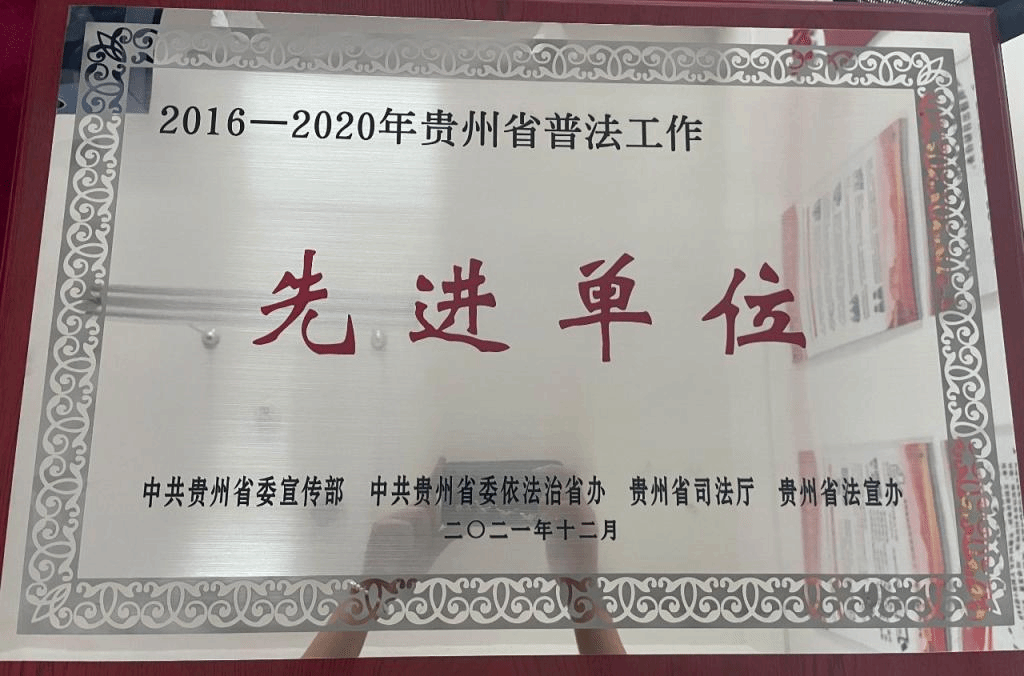 2016—2020年贵州省普法工作
先进单位
中共贵州省委宣传部 中共贵州省委依法治省办 贵州省司法厅 贵州省法宣办
二〇二一年十二月